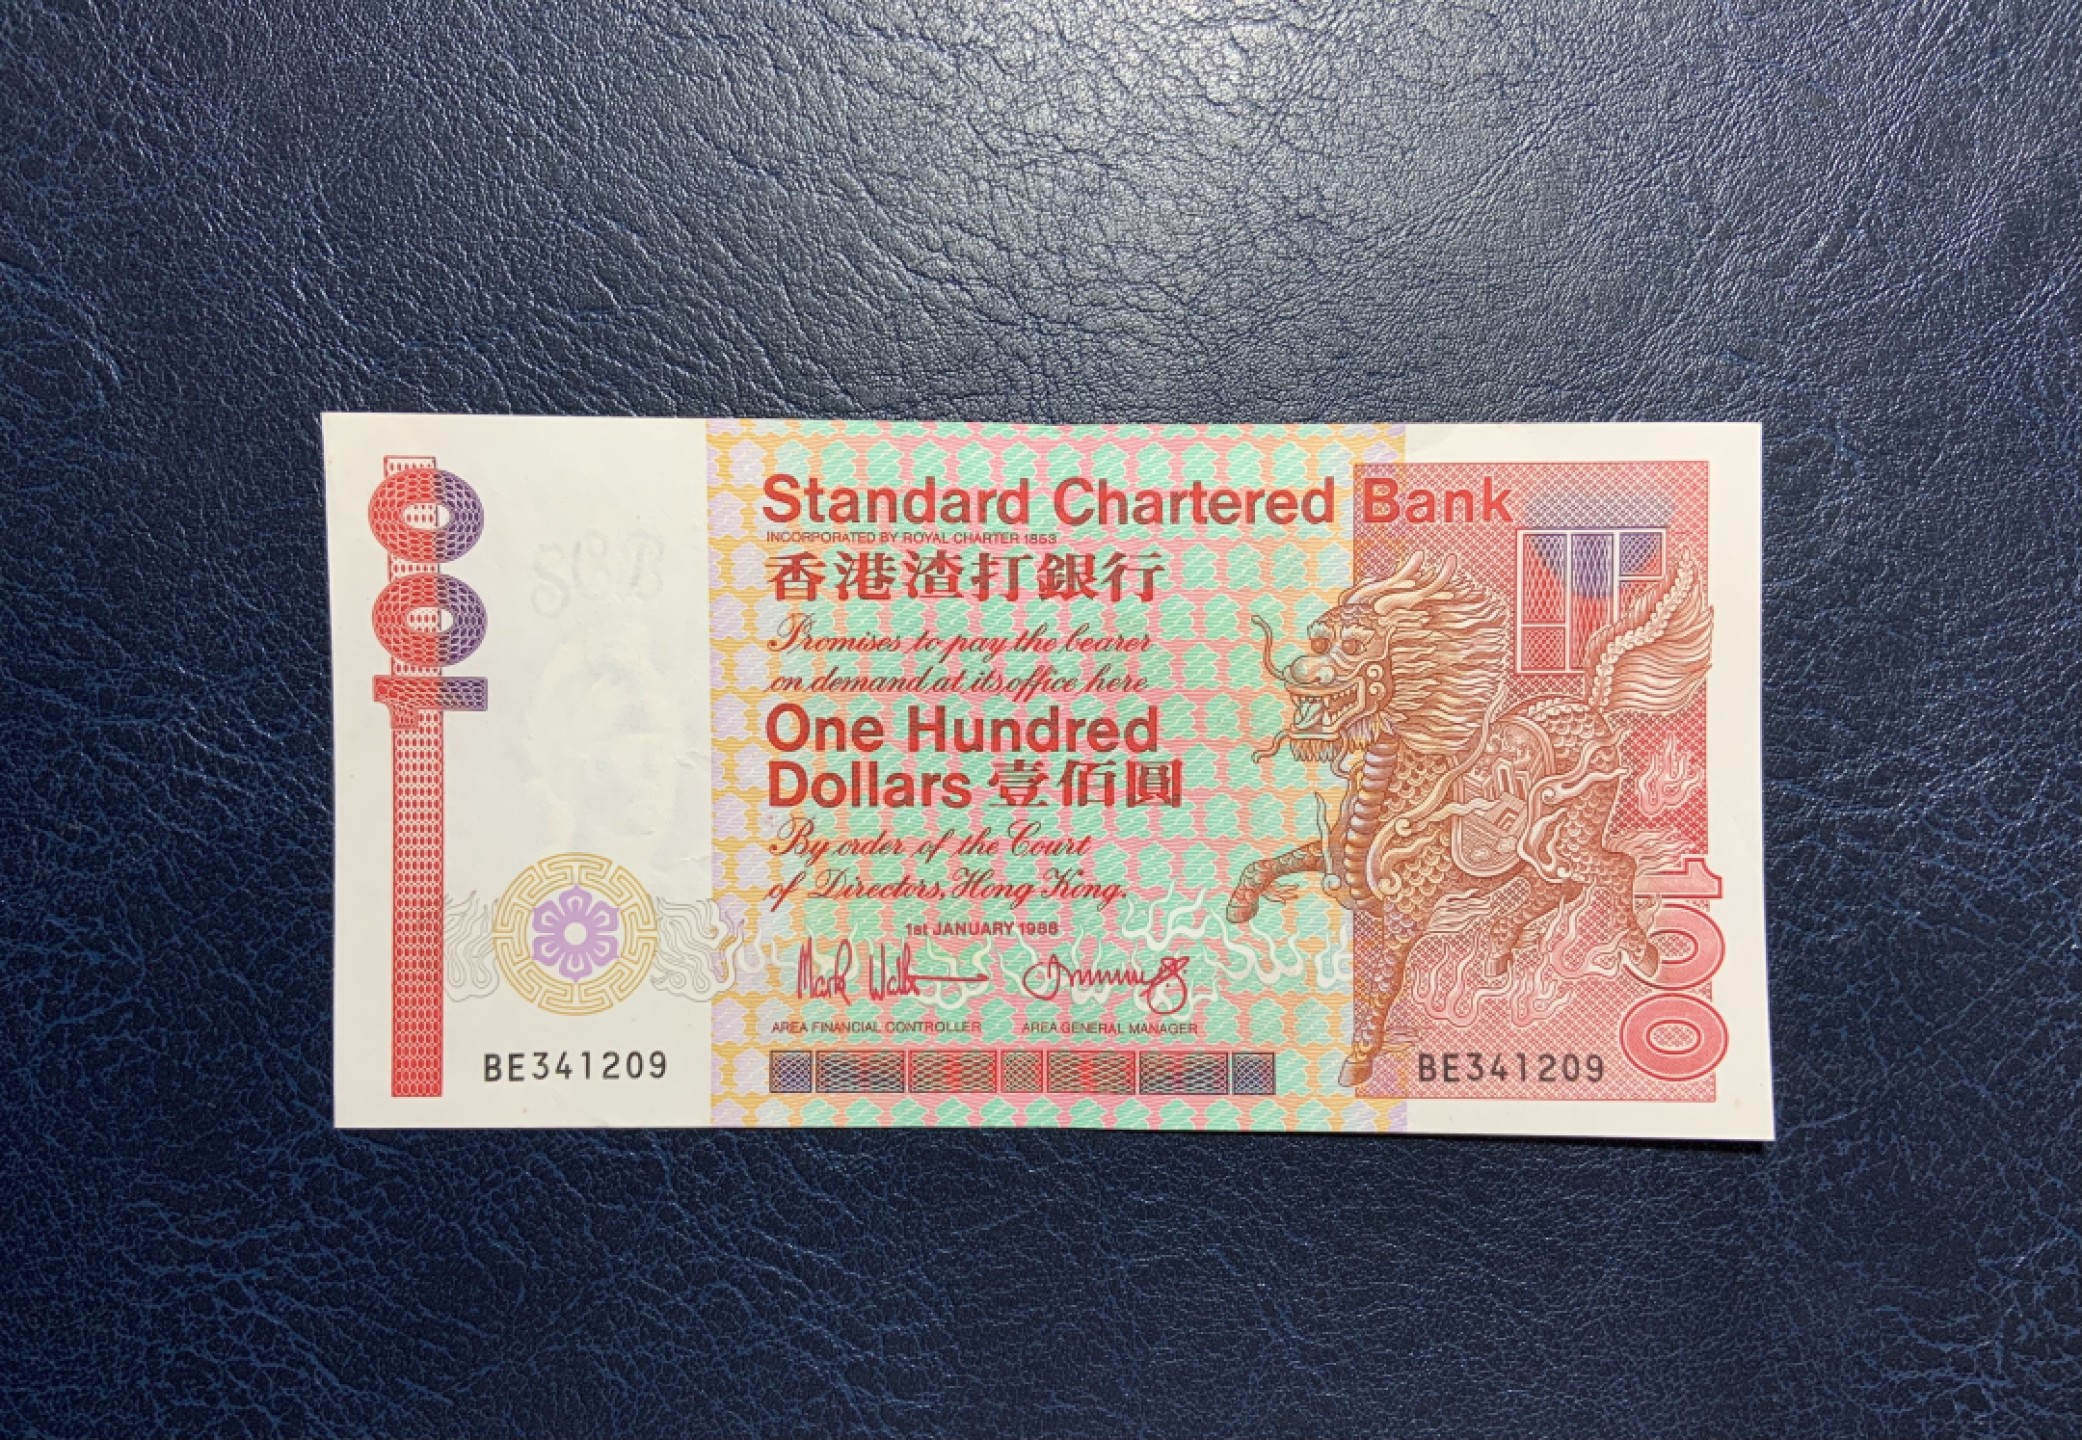 100
Standard Chartered Bank
INCORPORATED BY ROYAL CHARTER 1853
香港渣打銀行
Promises to pay the bearer
on demand at its office here
One Hundred
Dollars 壹佰圓
By order of the Court
of Directors, Hong Kong.
1st JANUARY 1988
Mark
AREA FINANCIAL CONTROLLER AREA GENERAL MANAGER
BE341209
BE341209
100